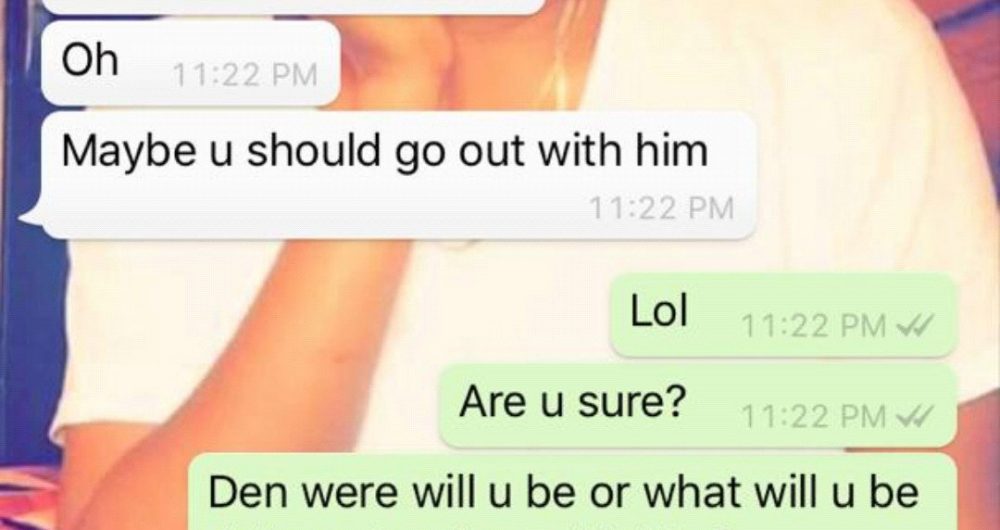 Oh 11:22 PM
Maybe u should go out with him
11:22 PM
Lol 11:22 PM
Are u sure? 11:22 PM
Den were will u be or what will u be